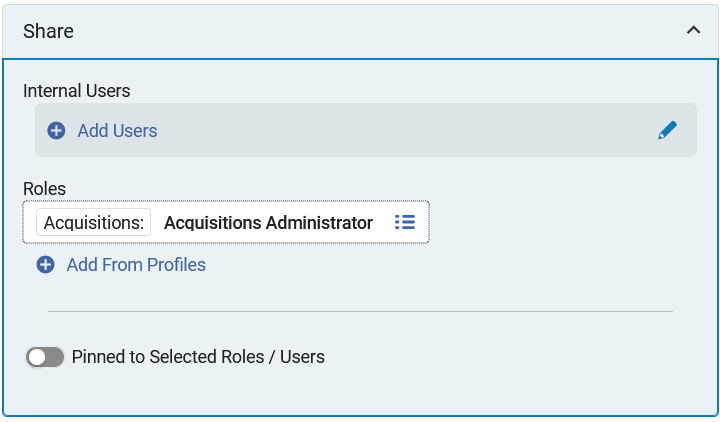 Share
Internal Users
Add Users
Roles
Acquisitions: Acquisitions Administrator
Add From Profiles
Pinned to Selected Roles / Users